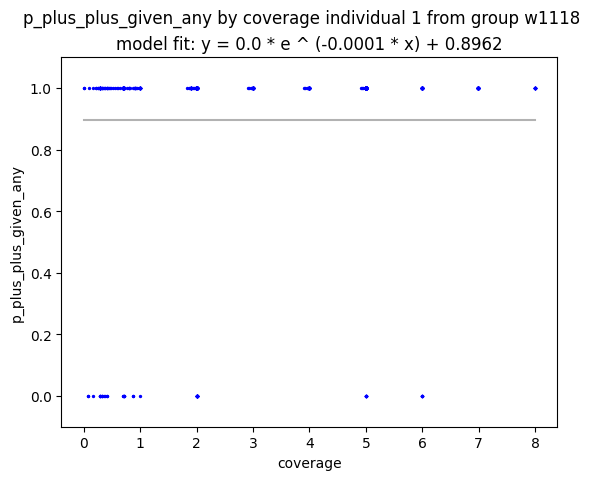 p_plus_plus_given_any by coverage individual 1 from group w1118
model fit: y = 0.0 * e ^ (-0.0001 * x) + 0.8962
1.0
0.8
0.6
0.4
0.2
0.0
p_plus_plus_given_any
0 1 2 3 4 5 6 7 8
coverage